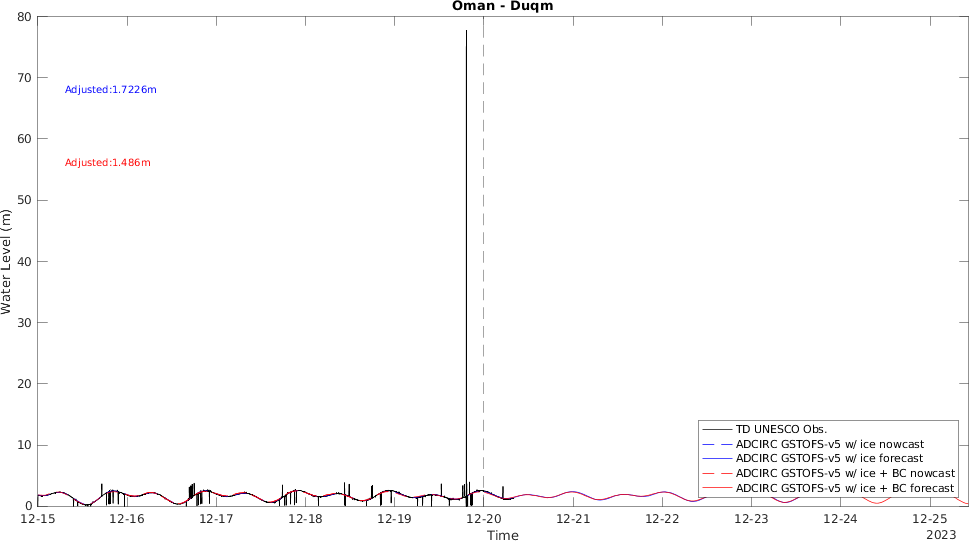 Oman - Duqm
80
70
60
50
40
30
20
10
0
Water Level (m)
Adjusted:1.7226m
Adjusted:1.486m
TD UNESCO Obs.
ADCIRC GSTOFS-v5 w/ ice nowcast
ADCIRC GSTOFS-v5 w/ ice forecast
ADCIRC GSTOFS-v5 w/ ice + BC nowcast
ADCIRC GSTOFS-v5 w/ ice + BC forecast
12-15 12-16 12-17 12-18 12-19 12-20 12-21 12-22 12-23 12-24 12-25
Time
2023